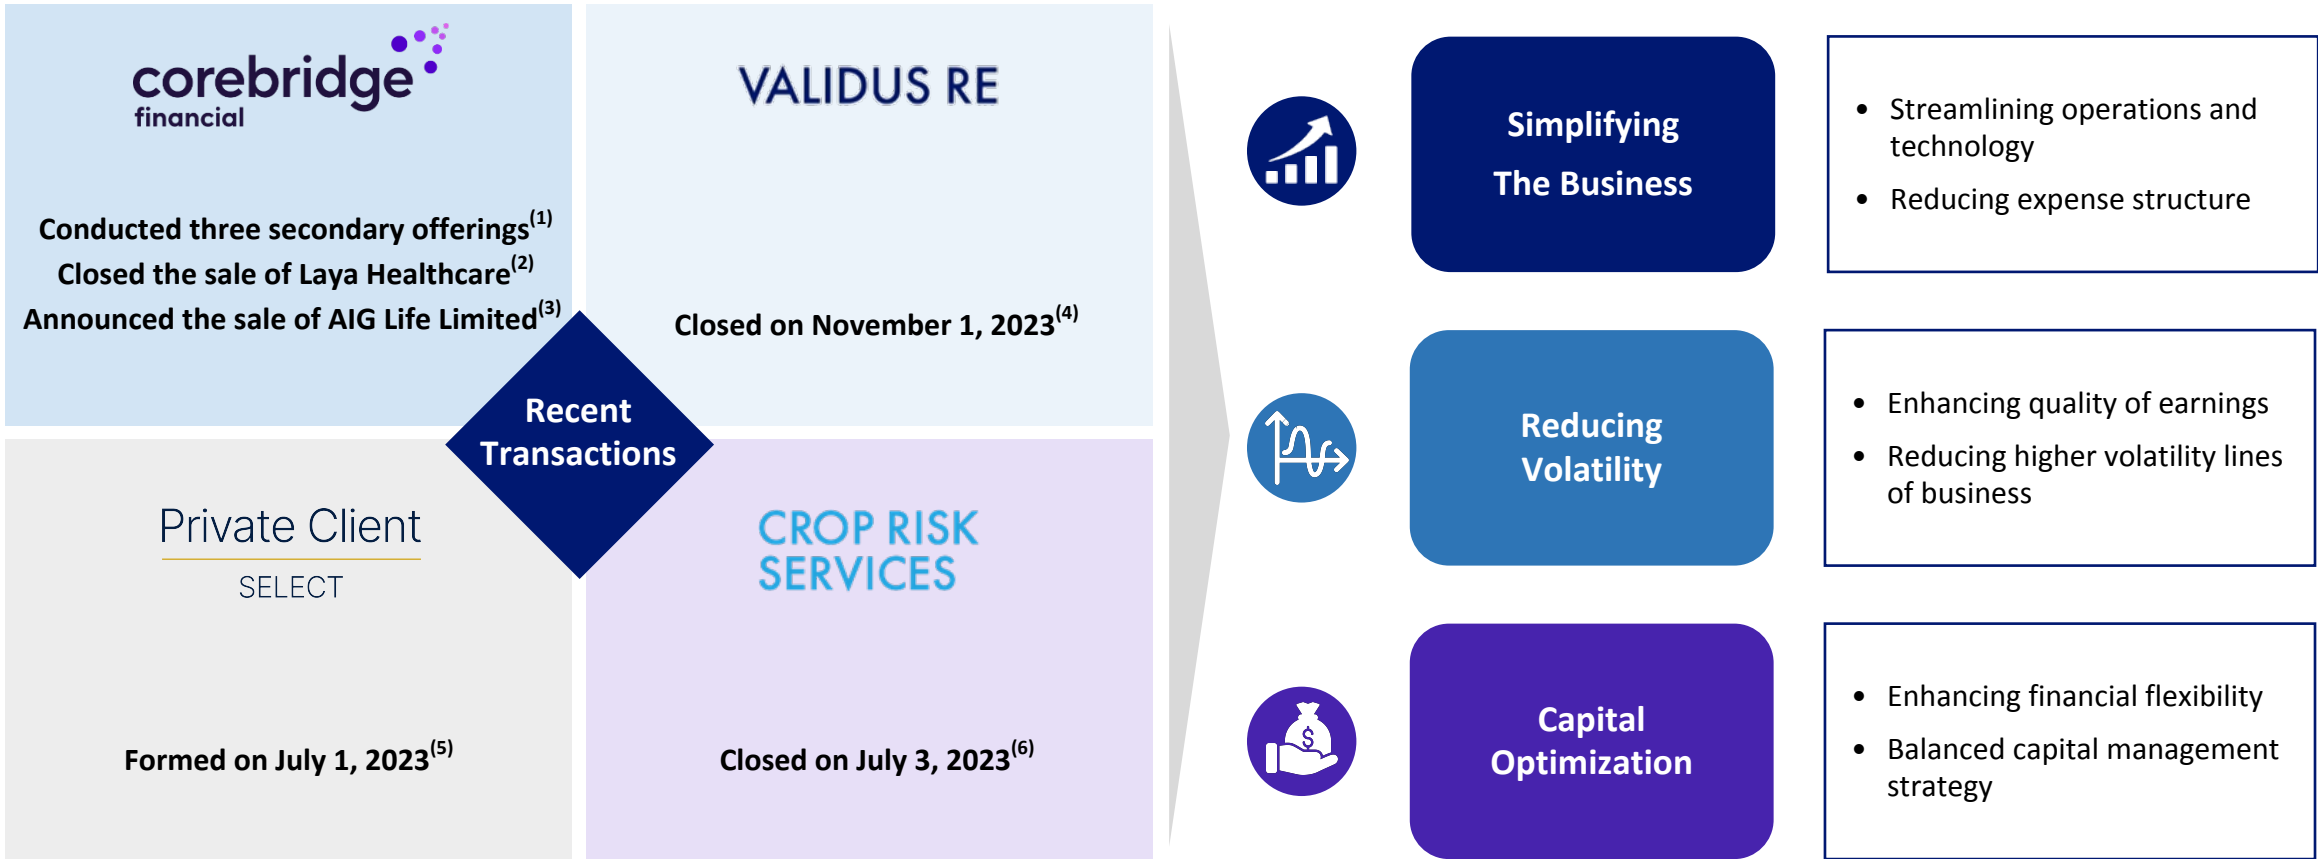 corebridge
financial
Conducted three secondary offerings(1)
Closed the sale of Laya Healthcare(2)
Announced the sale of AIG Life Limited(3)
VALIDUS RE
Closed on November 1, 2023(4)
Recent
Transactions
Private Client
SELECT
Formed on July 1, 2023(5)
CROP RISK
SERVICES
Closed on July 3, 2023(6)
Simplifying
The Business
• Streamlining operations and
technology
• Reducing expense structure
Reducing
Volatility
• Enhancing quality of earnings
• Reducing higher volatility lines
of business
$
Capital
Optimization
• Enhancing financial flexibility
• Balanced capital management
strategy